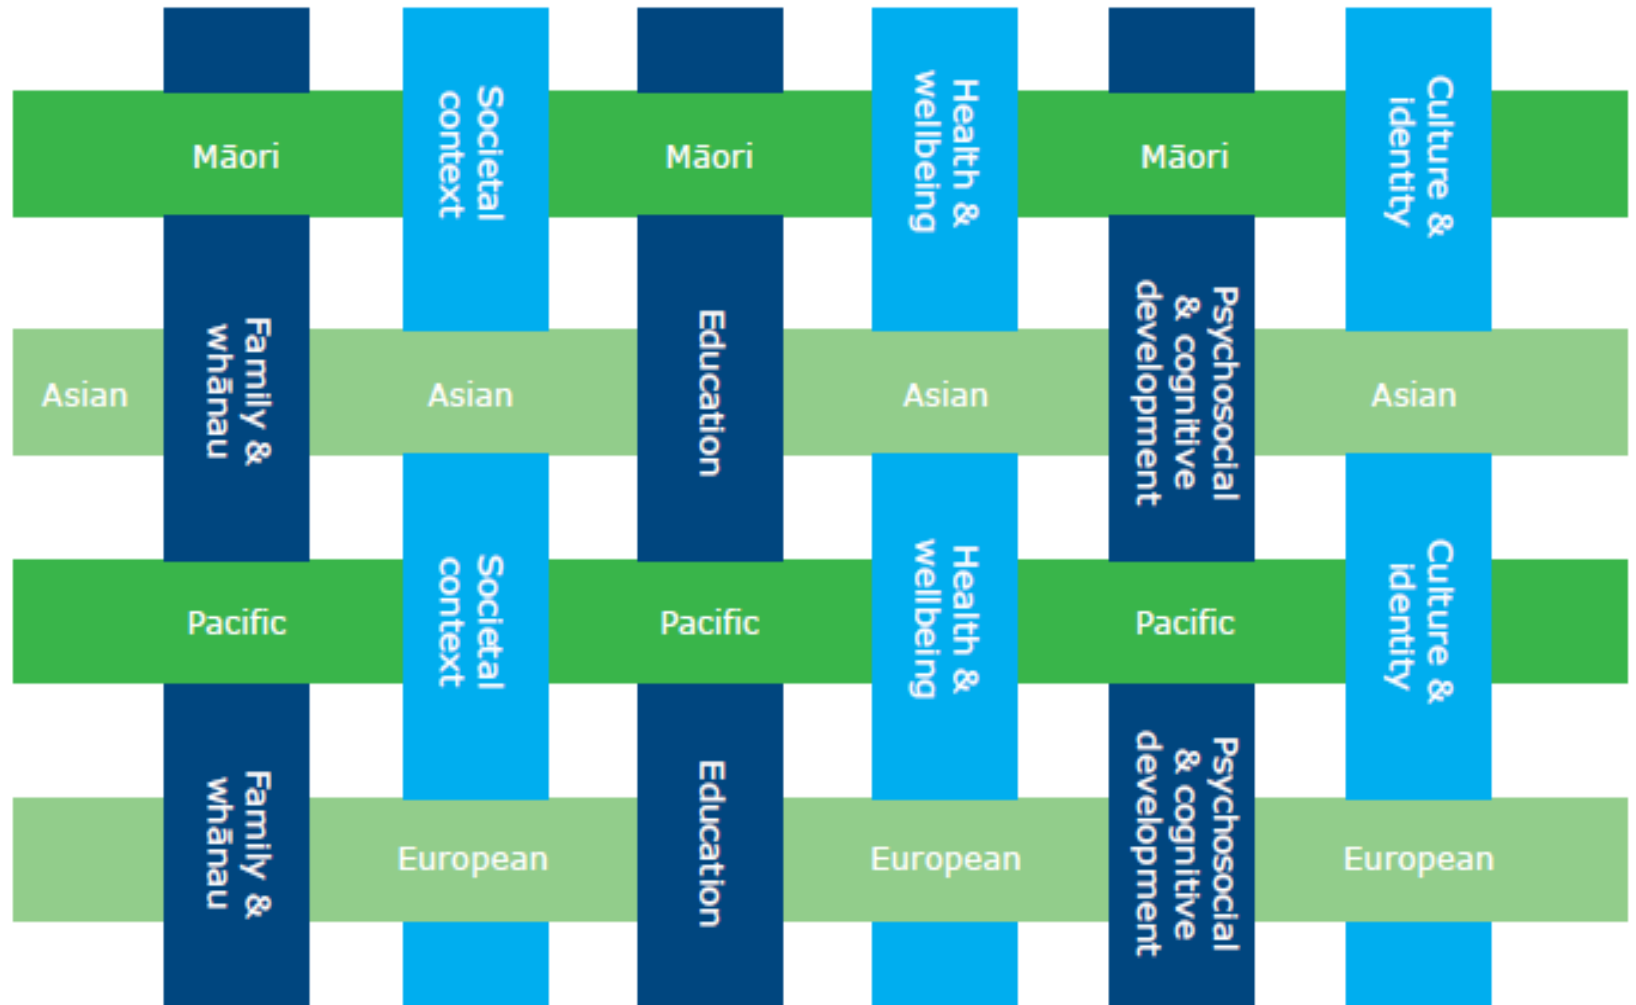 Māori
Societal
context
Māori
Health &
wellbeing
Māori
Culture &
identity
Asian
Family &
whānau
Asian
Education
Asian
Psychosocial
& cognitive
development
Asian
Pacific
Societal
context
Pacific
Health &
wellbeing
Pacific
Culture &
identity
Family &
whānau
European
Education
European
Psychosocial
& cognitive
development
European